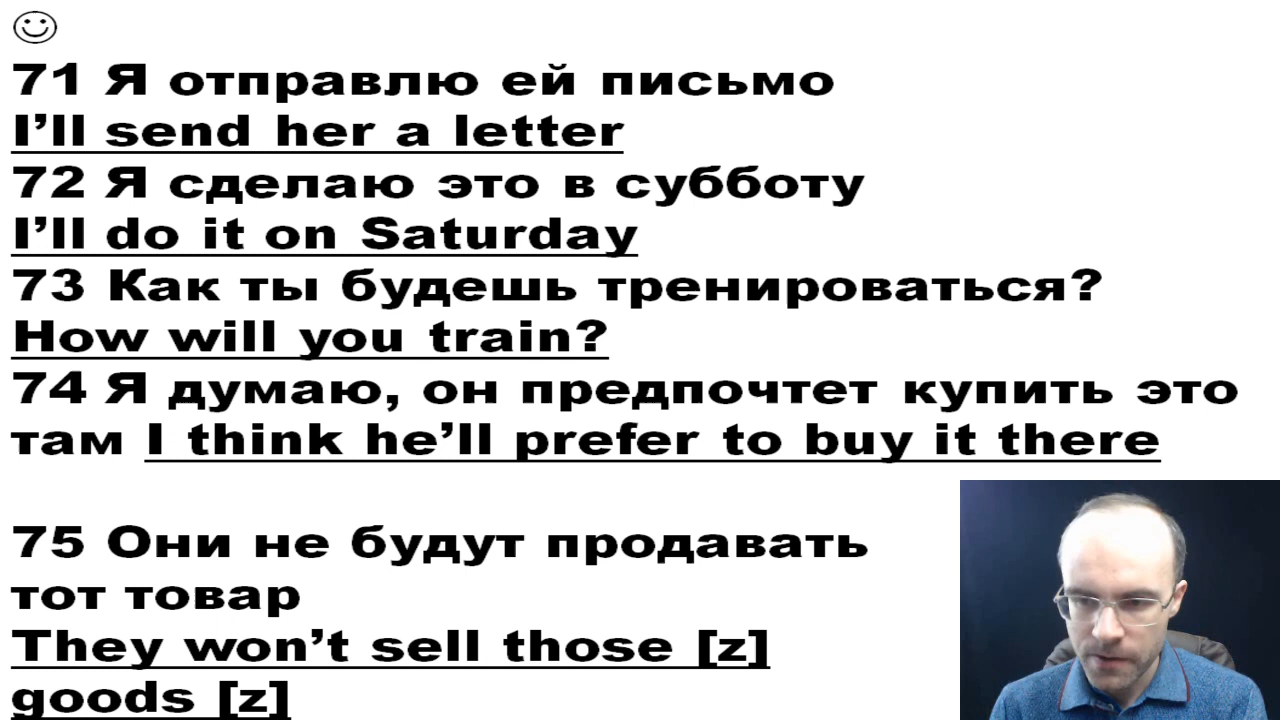 71 Я отправлю ей письмо
I’ll send her a letter
72 Я сделаю это в субботу
I’ll do it on Saturday
73 Как ты будешь тренироваться?
How will you train?
74 Я думаю, он предпочтет купить это
там I think he’ll prefer to buy it there
75 Они не будут продавать
тот товар
They won’t sell those [z]
goods [z]